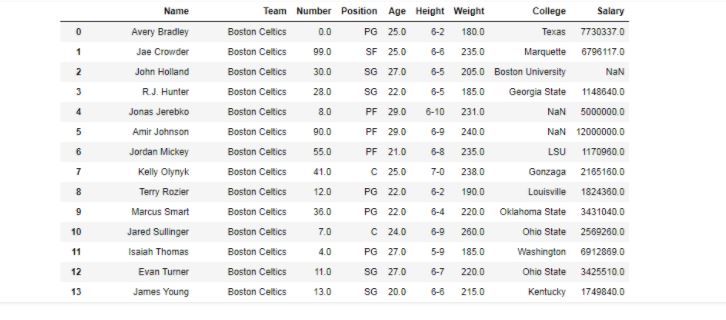 Name Team Number Position Age Height Weight College Salary
0 Avery Bradley Boston Celtics 0.0 PG 25.0 6-2 180.0 Texas 7730337.0
1 Jae Crowder Boston Celtics 99.0 SF 25.0 6-6 235.0 Marquette 6796117.0
2 John Holland Boston Celtics 30.0 SG 27.0 6-5 205.0 Boston University NaN
3 R.J. Hunter Boston Celtics 28.0 SG 22.0 6-5 185.0 Georgia State 1148640.0
4 Jonas Jerebko Boston Celtics 8.0 PF 29.0 6-10 231.0 NaN 5000000.0
5 Amir Johnson Boston Celtics 90.0 PF 29.0 6-9 240.0 NaN 12000000.0
6 Jordan Mickey Boston Celtics 55.0 PF 21.0 6-8 235.0 LSU 1170960.0
7 Kelly Olynyk Boston Celtics 41.0 C 25.0 7-0 238.0 Gonzaga 2165160.0
8 Terry Rozier Boston Celtics 12.0 PG 22.0 6-2 190.0 Louisville 1824360.0
9 Marcus Smart Boston Celtics 36.0 PG 22.0 6-4 220.0 Oklahoma State 3431040.0
10 Jared Sullinger Boston Celtics 7.0 C 24.0 6-9 260.0 Ohio State 2569260.0
11 Isaiah Thomas Boston Celtics 4.0 PG 27.0 5-9 185.0 Washington 6912869.0
12 Evan Turner Boston Celtics 11.0 SG 27.0 6-7 220.0 Ohio State 3425510.0
13 James Young Boston Celtics 13.0 SG 20.0 6-6 215.0 Kentucky 1749840.0